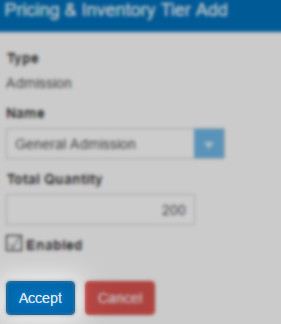 Pricing & Inventory Tier Add
Type
Admission
Name
General Admission
Total Quantity
200
Enabled
Accept
Cancel